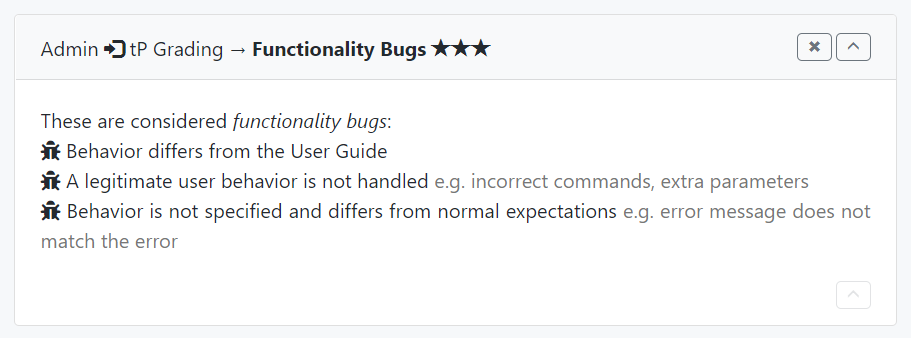 Admin tP Grading → Functionality Bugs ★★★
These are considered functionality bugs:
Behavior differs from the User Guide
A legitimate user behavior is not handled e.g. incorrect commands, extra parameters
Behavior is not specified and differs from normal expectations e.g. error message does not
match the error